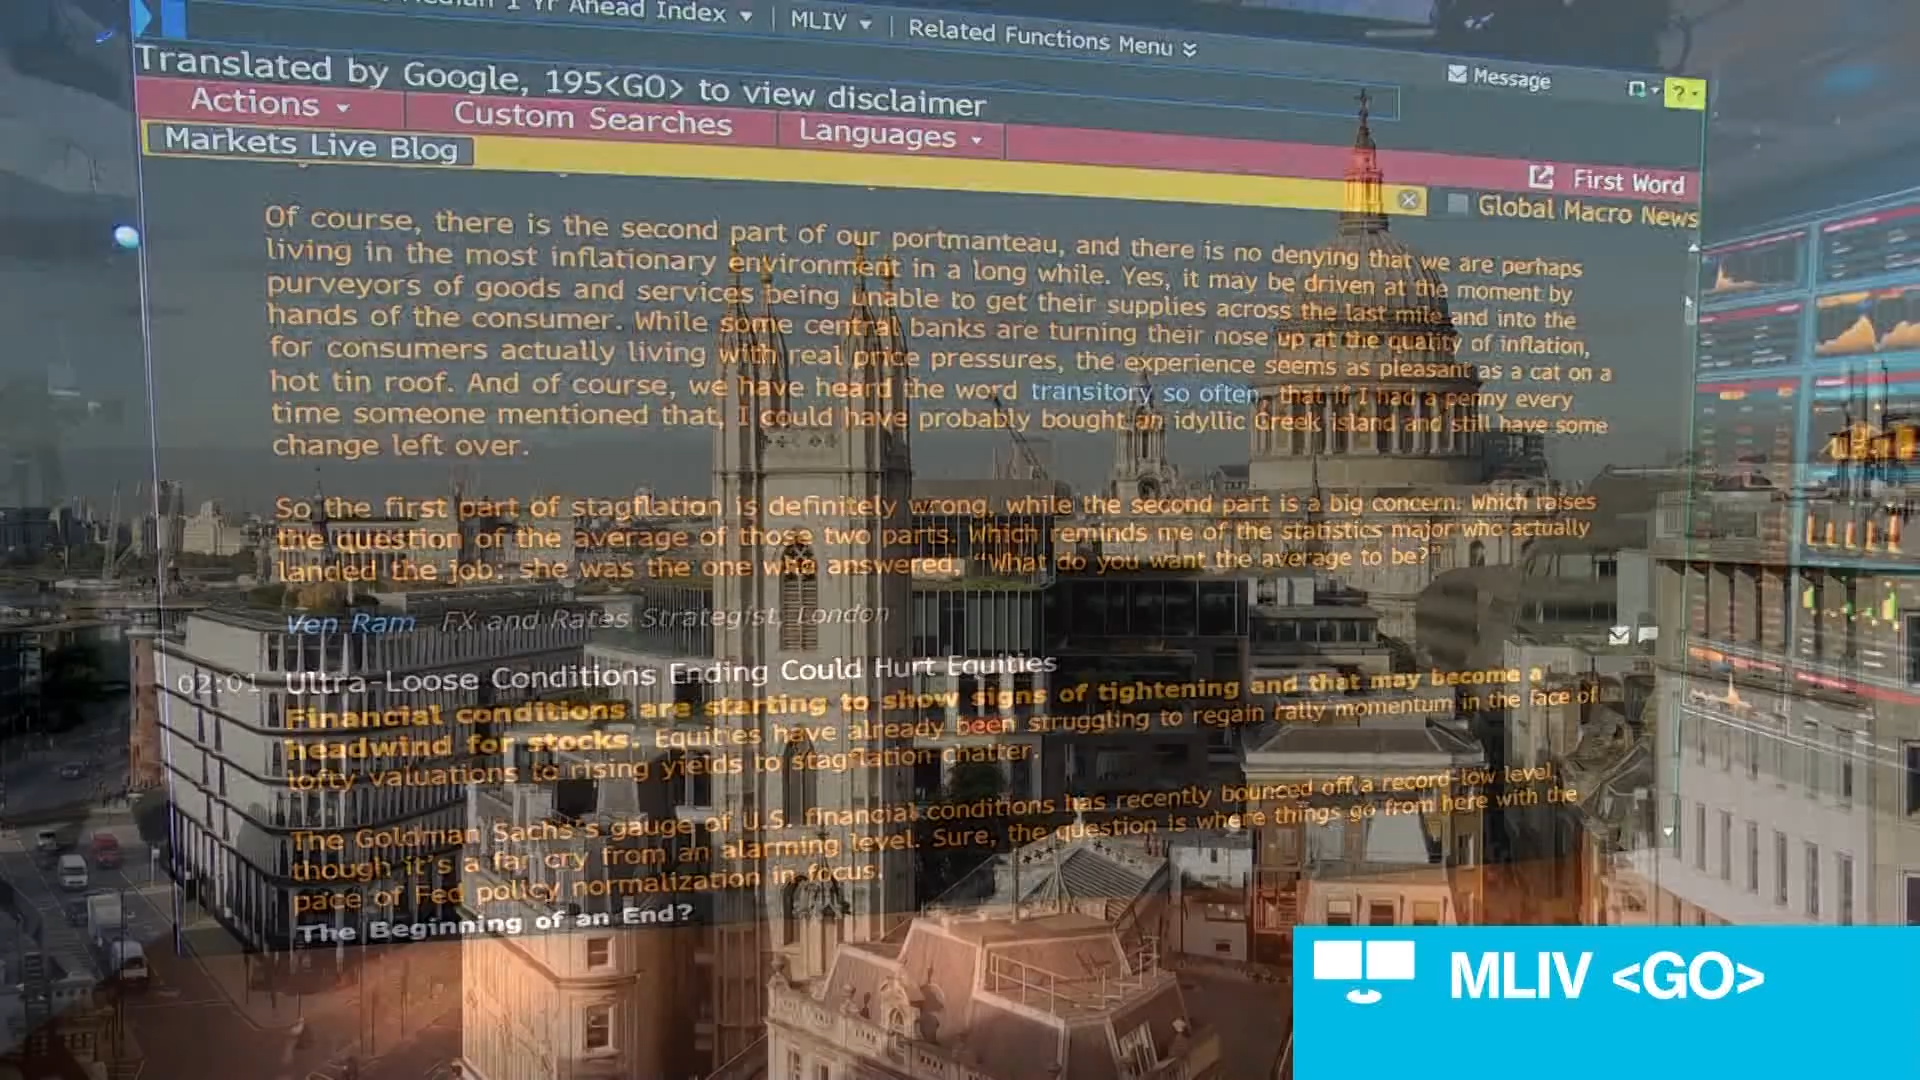 Median 1 Yr Ahead Index MLIV Related Functions Menu
Message
Translated by Google, 195<GO> to view disclaimer
?
Actions Custom Searches Languages
Markets Live Blog
First Word
Global Macro News
Of course, there is the second part of our portmanteau, and there is no denying that we are perhaps
living in the most inflationary environment in a long while. Yes, it may be driven at the moment by
purveyors of goods and services being unable to get their supplies across the last mile and into the
hands of the consumer. While some central banks are turning their nose up at the quality of inflation,
for consumers actually living with real price pressures, the experience seems as pleasant as a cat on a
hot tin roof. And of course, we have heard the word transitory so often, that if I had a penny every
time someone mentioned that, I could have probably bought an idyllic Greek island and still have some
change left over.
So the first part of stagflation is definitely wrong, while the second part is a big concern. Which raises
the question of the average of those two parts. Which reminds me of the statistics major who actually
landed the job: she was the one who answered, “What do you want the average to be?”
Ven Ram FX and Rates Strategist, London
02:01 Ultra-Loose Conditions Ending Could Hurt Equities
Financial conditions are starting to show signs of tightening and that may become a
headwind for stocks. Equities have already been struggling to regain rally momentum in the face of
lofty valuations to rising yields to stagflation chatter.
The Goldman Sachs's gauge of U.S. financial conditions has recently bounced off a record-low level,
though it's a far cry from an alarming level. Sure, the question is where things go from here with the
pace of Fed policy normalization in focus.
The Beginning of an End?
MLIV <GO>